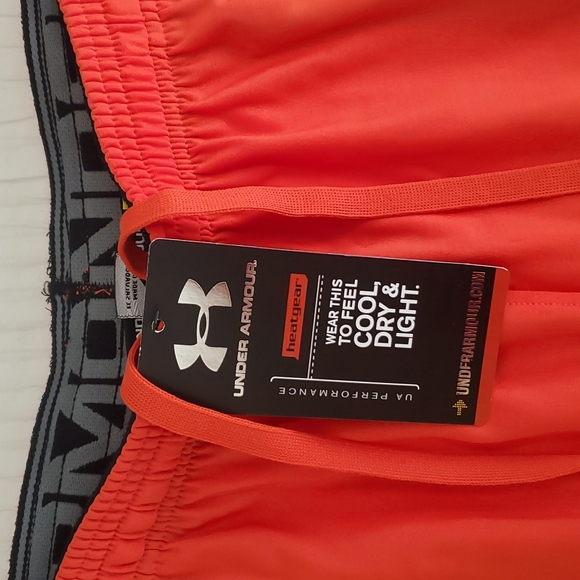 UNDER ARMOUR
heatgear
WEAR THIS
TO FEEL
COOL,
DRY &
LIGHT.
UA PERFORMANCE
UNDERARMOUR.COM